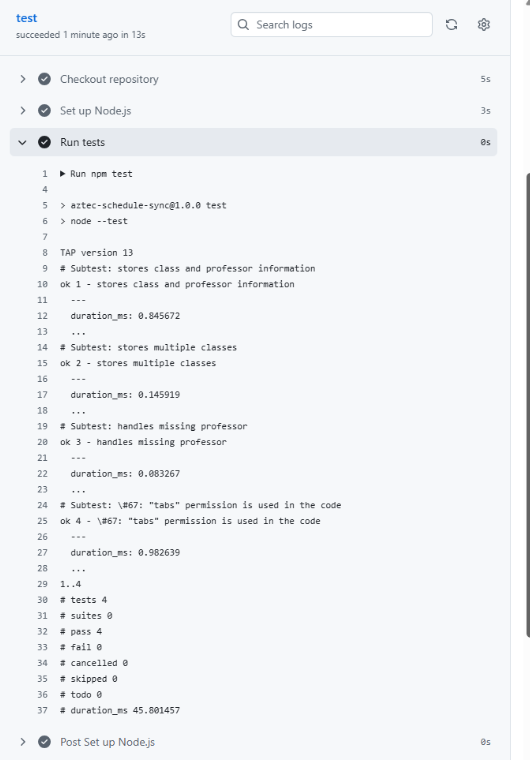 test
succeeded 1 minute ago in 13s
Search logs
Checkout repository 5s
Set up Node.js 3s
Run tests 0s
1 Run npm test
4
5 > aztec-schedule-sync@1.0.0 test
6 > node --test
7
8 TAP version 13
9 # Subtest: stores class and professor information
10 ok 1 - stores class and professor information
11 ---
12 duration_ms: 0.845672
13 ...
14 # Subtest: stores multiple classes
15 ok 2 - stores multiple classes
16 ---
17 duration_ms: 0.145919
18 ...
19 # Subtest: handles missing professor
20 ok 3 - handles missing professor
21 ---
22 duration_ms: 0.083267
23 ...
24 # Subtest: \#67: "tabs" permission is used in the code
25 ok 4 - \#67: "tabs" permission is used in the code
26 ---
27 duration_ms: 0.982639
28 ...
29 1..4
30 # tests 4
31 # suites 0
32 # pass 4
33 # fail 0
34 # cancelled 0
35 # skipped 0
36 # todo 0
37 # duration_ms 45.801457
Post Set up Node.js 0s